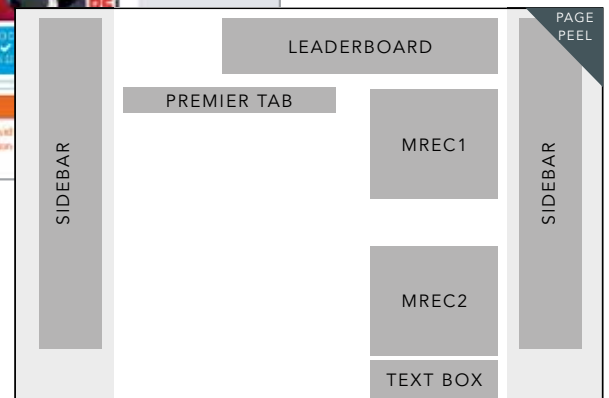 PAGE
PEEL
LEADERBOARD
PREMIER TAB
MREC1
SIDEBAR
SIDEBAR
MREC2
TEXT BOX